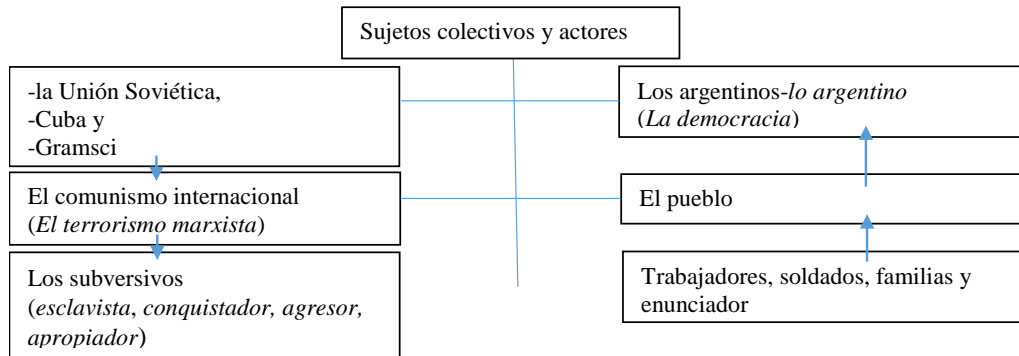 Sujetos colectivos y actores
-la Unión Soviética,
-Cuba y
-Gramsci
El comunismo internacional
(El terrorismo marxista)
Los subversivos
(esclavista, conquistador, agresor,
apropiador)
Los argentinos-lo argentino
(La democracia)
El pueblo
Trabajadores, soldados, familias y
enunciador